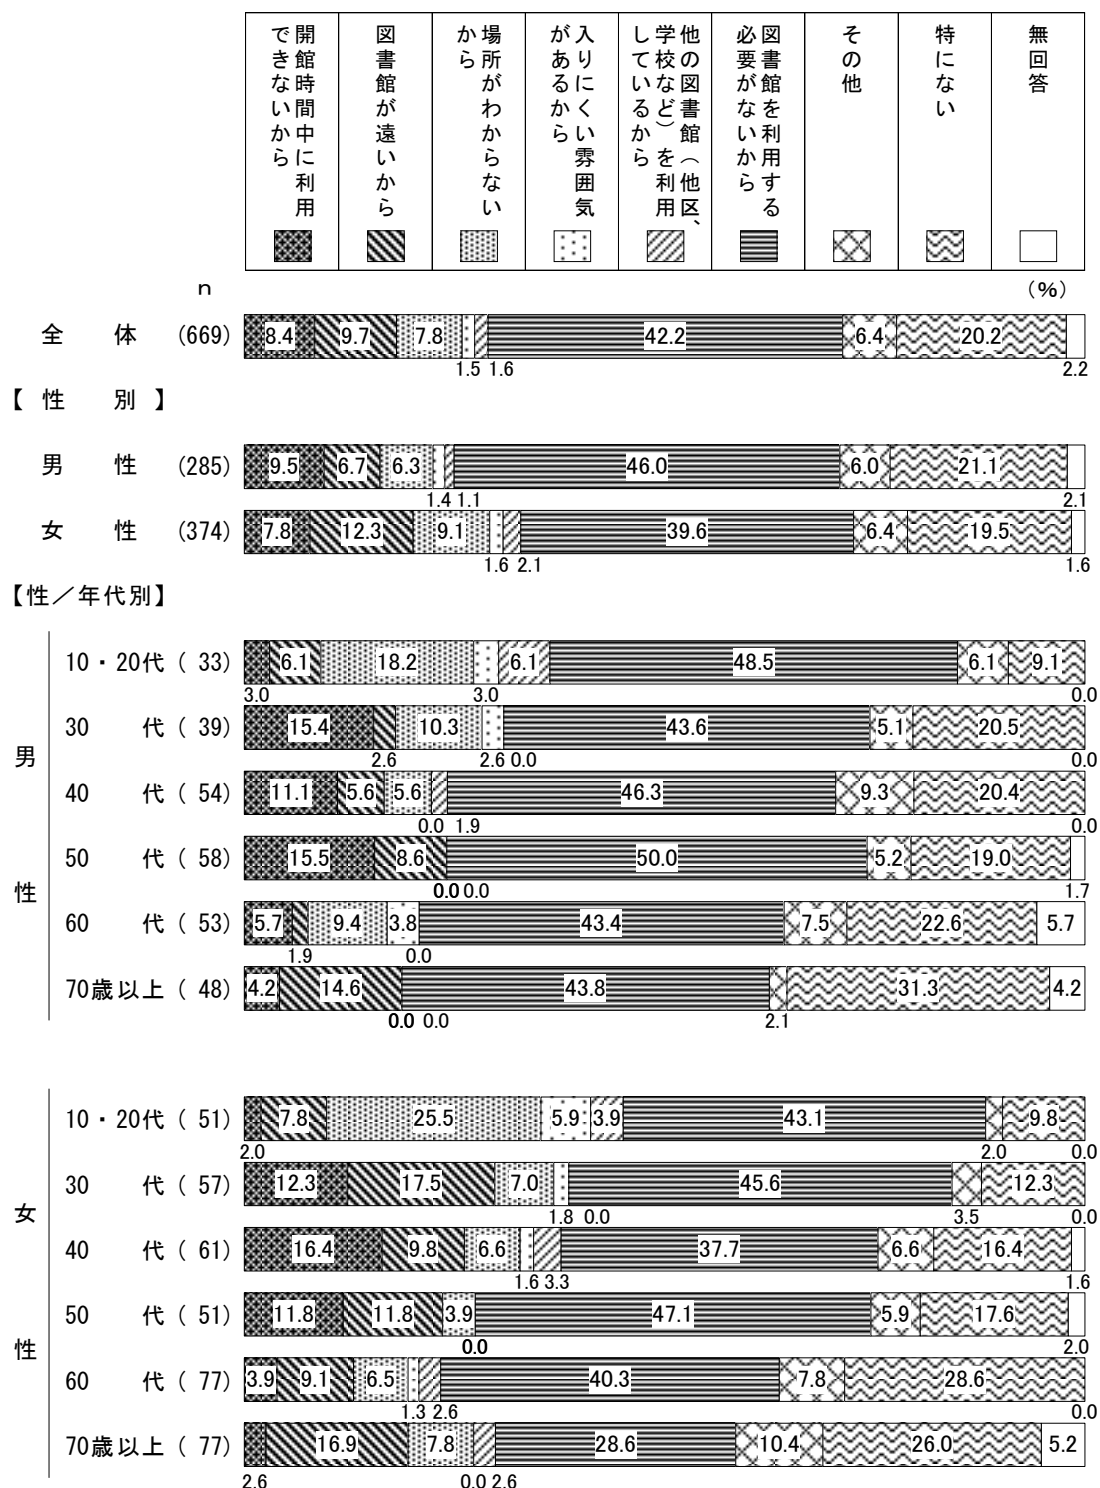 開館時間中に利用
できないから
図書館が遠いから
場所がわからない
から
入りにくい雰囲気
があるから
他の図書館（他区、
学校など）を利用
しているから
図書館を利用する
必要がないから
その他
特にない
無回答
n
（%）
全　体 (669) 8.4 9.7 7.8 42.2 6.4 20.2
1.5 1.6 2.2
【 性　別 】
男　性 (285) 9.5 6.7 6.3 46.0 6.0 21.1
1.4 1.1 2.1
女　性 (374) 7.8 12.3 9.1 39.6 6.4 19.5
1.6 2.1 1.6
【性／年代別】
男性
10・20代 ( 33) 6.1 18.2 6.1 48.5 6.1 9.1
3.0 3.0 0.0
30　代 ( 39) 15.4 10.3 43.6 5.1 20.5
2.6 2.6 0.0 0.0
40　代 ( 54) 11.1 5.6 5.6 46.3 9.3 20.4
0.0 1.9 0.0
50　代 ( 58) 15.5 8.6 50.0 5.2 19.0
0.0 0.0 1.7
60　代 ( 53) 5.7 9.4 3.8 43.4 7.5 22.6 5.7
1.9 0.0
70歳以上 ( 48) 4.2 14.6 43.8 31.3 4.2
0.0 0.0 2.1
女性
10・20代 ( 51) 7.8 25.5 5.9 3.9 43.1 9.8
2.0 2.0 0.0
30　代 ( 57) 12.3 17.5 7.0 45.6 12.3
1.8 0.0 3.5 0.0
40　代 ( 61) 16.4 9.8 6.6 37.7 6.6 16.4
1.6 3.3 1.6
50　代 ( 51) 11.8 11.8 3.9 47.1 5.9 17.6
0.0 2.0
60　代 ( 77) 3.9 9.1 6.5 40.3 7.8 28.6
1.3 2.6 0.0
70歳以上 ( 77) 16.9 7.8 28.6 10.4 26.0 5.2
2.6 0.0 2.6